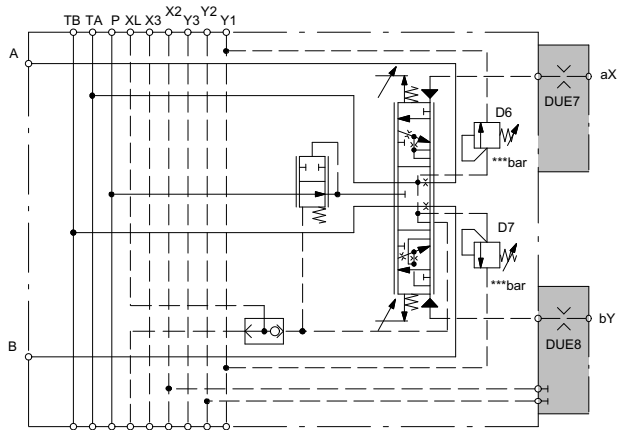 TB TA P XL X3 X2 Y3 Y2 Y1
A
aX
DUE7
D6
***bar
D7
***bar
bY
DUE8
B